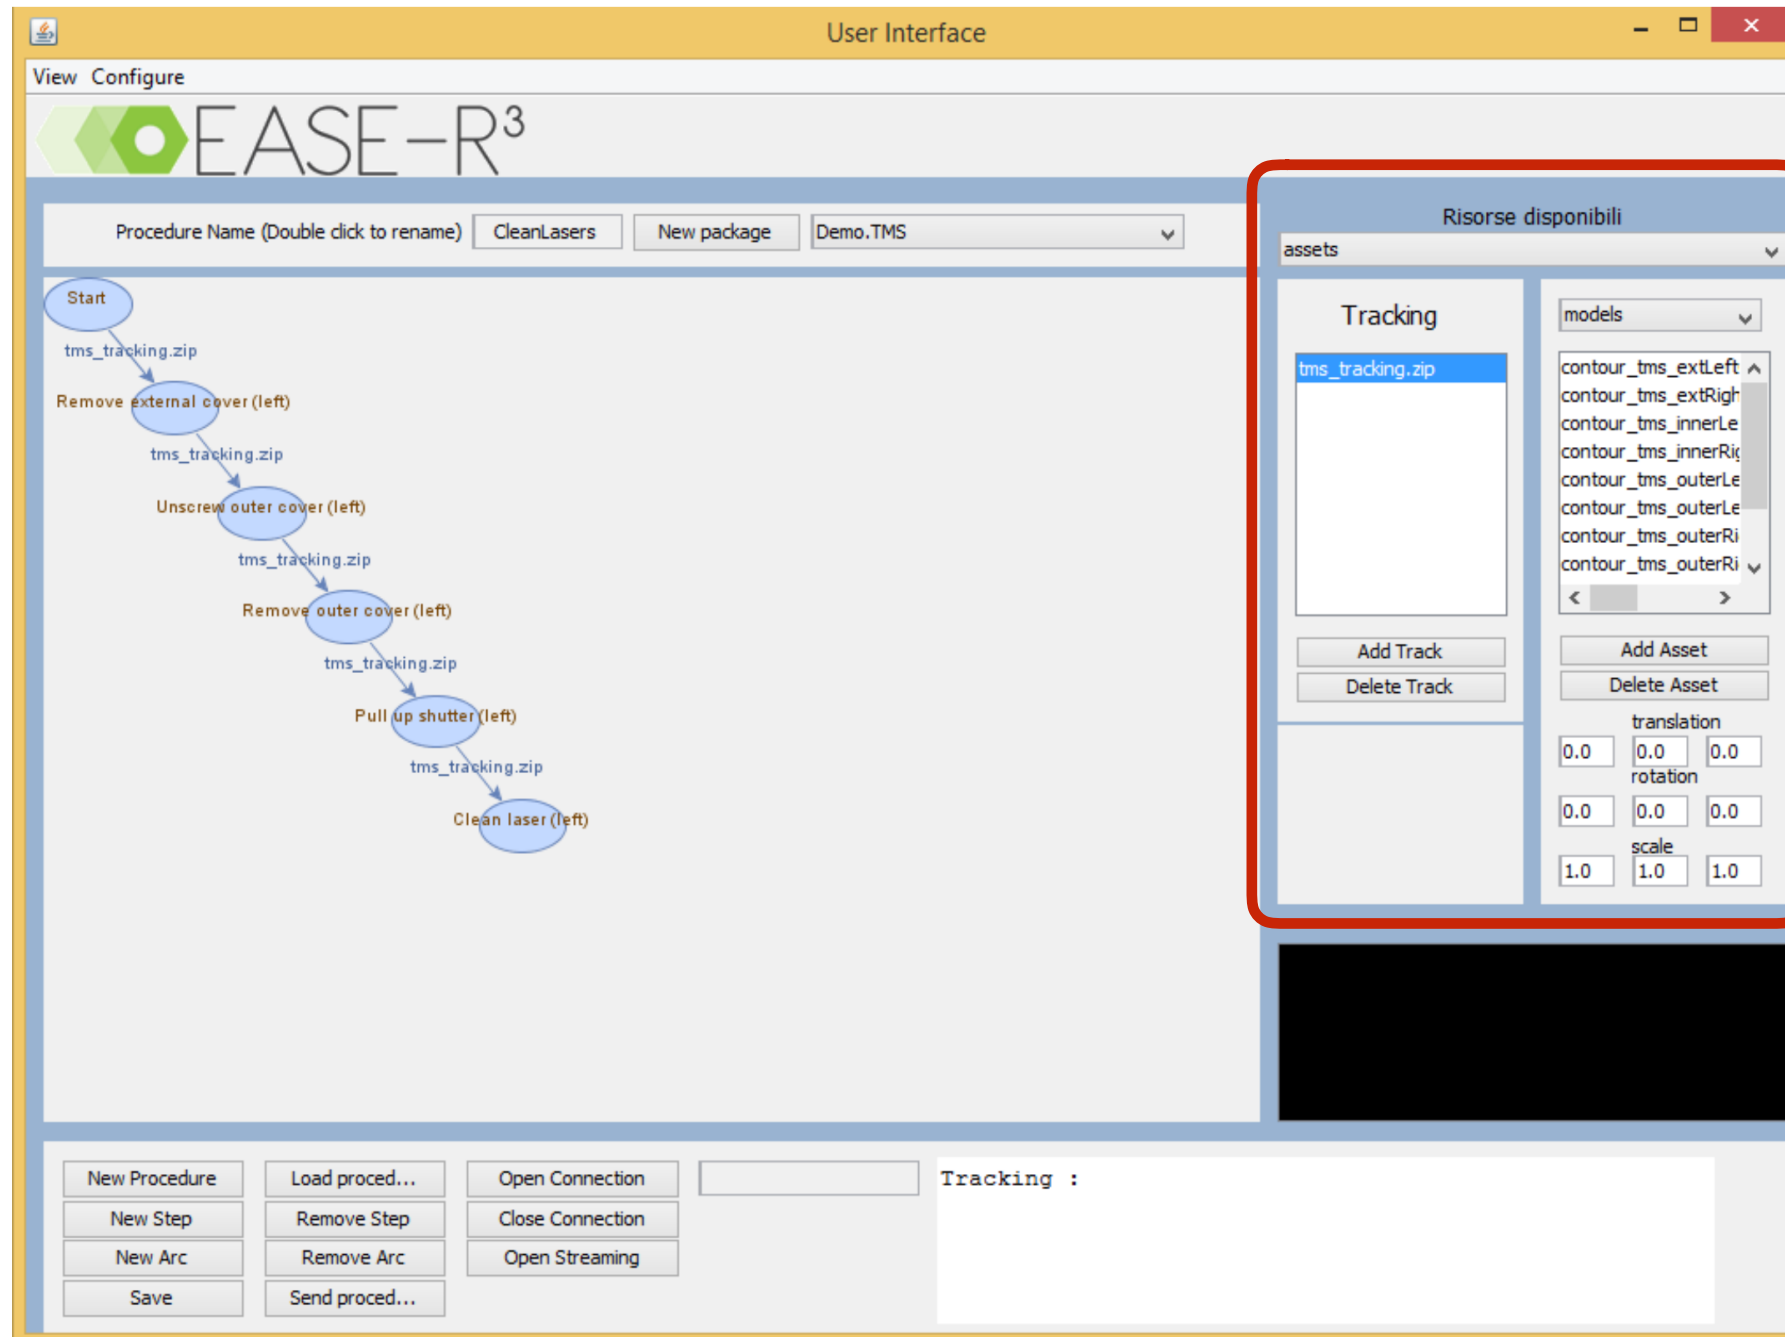 User Interface
View Configure
EASE-R³
Procedure Name (Double click to rename) CleanLasers New package Demo.TMS
Start
tms_tracking.zip
Remove external cover (left)
tms_tracking.zip
Unscrew outer cover (left)
tms_tracking.zip
Remove outer cover (left)
tms_tracking.zip
Pull up shutter (left)
tms_tracking.zip
Clean laser (left)
Risorse disponibili
assets
Tracking
tms_tracking.zip
Add Track
Delete Track
models
contour_tms_extLeft
contour_tms_extRigh
contour_tms_innerLe
contour_tms_innerRig
contour_tms_outerLe
contour_tms_outerLe
contour_tms_outerRi
contour_tms_outerRi
Add Asset
Delete Asset
translation
0.0 0.0 0.0
rotation
0.0 0.0 0.0
scale
1.0 1.0 1.0
New Procedure Load proced... Open Connection
New Step Remove Step Close Connection
New Arc Remove Arc Open Streaming
Save Send proced...
Tracking :